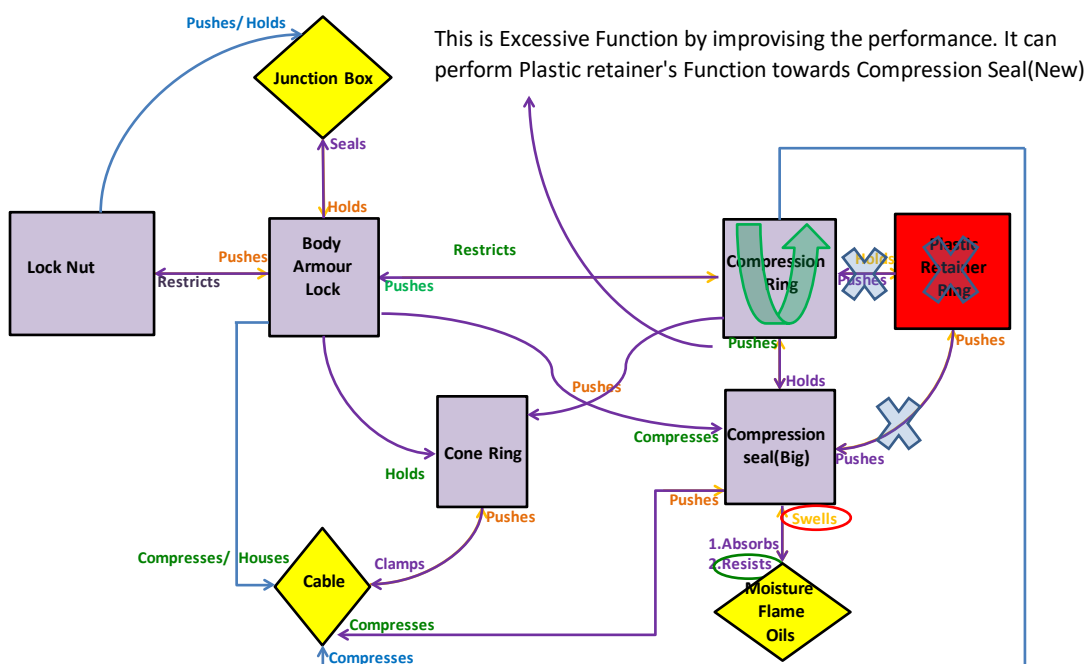 Pushes/ Holds
This is Excessive Function by improvising the performance. It can
perform Plastic retainer's Function towards Compression Seal(New)
Junction Box
Seals
Holds
Lock Nut
Pushes
Restricts
Body
Armour
Lock
Restricts
Pushes
Compression
Ring
Holds
Pushes
Plastic
Retainer
Ring
Pushes
Pushes
Holds
Pushes
Compresses
Compression
seal(Big)
Pushes
Cone Ring
Holds
Pushes
Pushes
Swells
1.Absorbs
2.Resists
Compresses/ Houses
Clamps
Cable
Moisture
Flame
Oils
Compresses
Compresses